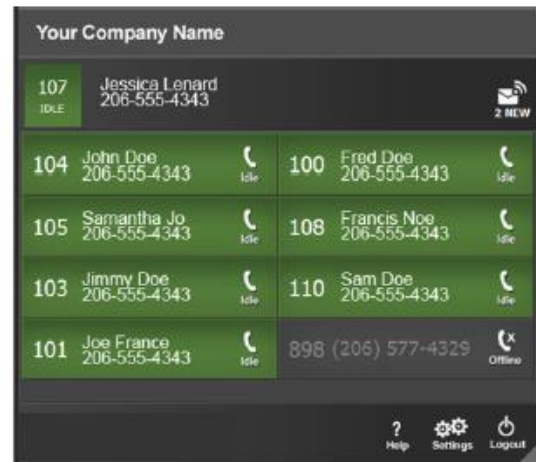 Your Company Name
107
IDLE
Jessica Lenard
206-555-4343
2 NEW
104
John Doe
206-555-4343
Idle
100
Fred Doe
206-555-4343
Idle
105
Samantha Jo
206-555-4343
Idle
108
Francis Noe
206-555-4343
Idle
103
Jimmy Doe
206-555-4343
Idle
110
Sam Doe
206-555-4343
Idle
101
Joe France
206-555-4343
Idle
898 (206) 577-4329
Offline
? 
Help
Settings
Logout